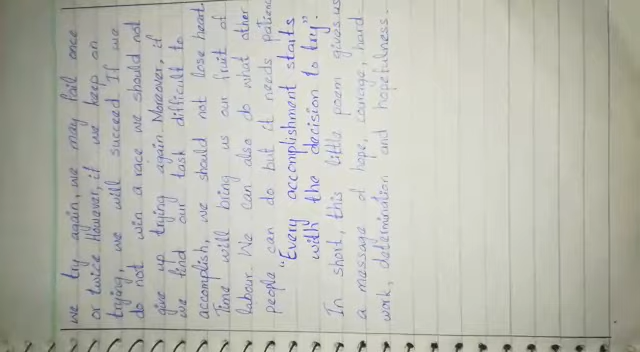 we try again, we may fail once
or twice. However, if we keep on
trying, we will succeed. If we
do not win a race we should not
give up trying again. Moreover, if
we find our task difficult to
accomplish, we should not lose heart.
Time will bring us our fruit of
labour. We can also do what other
people can do but it needs patience
"Every accomplishment starts
with the decision to try".
In short, this little poem gives us
a message of hope, courage, hard
work, determination and hopefulness.